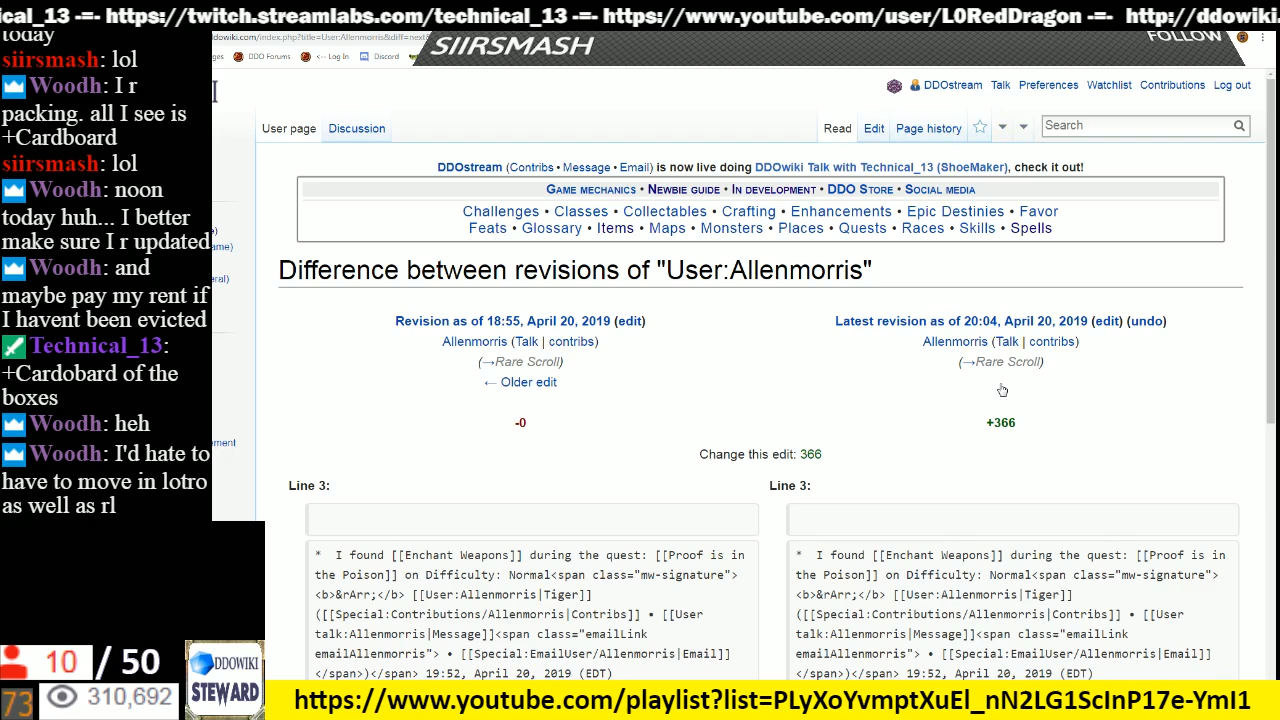 ical_13 -=- https://twitch.streamlabs.com/technical_13 -=- https://www.youtube.com/user/L0RedDragon -=- http://ddowiki
today
siirsmash: lol
Woodh: I r
packing. all I see is
+Cardboard
siirsmash: lol
Woodh: noon
today huh... I better
make sure I r updated
Woodh: and
maybe pay my rent if
I havent been evicted
Technical_13:
+Cardobard of the
boxes
Woodh: heh
Woodh: I'd hate to
have to move in lotro
as well as rl
10 / 50
73 310,692
DDOWIKI
STEWARD
dowiki.com/index.php?title=User:Allenmorris&diff=next
ges DDO Forums <-- Log In Discord
SIIRSMASH
FOLLOW
DDOstream Talk Preferences Watchlist Contributions Log out
User page Discussion Read Edit Page history Search
DDOstream (Contribs • Message • Email) is now live doing DDOwiki Talk with Technical_13 (ShoeMaker), check it out!
Game mechanics • Newbie guide • In development • DDO Store • Social media
Challenges • Classes • Collectables • Crafting • Enhancements • Epic Destinies • Favor
Feats • Glossary • Items • Maps • Monsters • Places • Quests • Races • Skills • Spells
ame)
eral)
ement
Difference between revisions of "User:Allenmorris"
Revision as of 18:55, April 20, 2019 (edit)
Allenmorris (Talk | contribs)
(→Rare Scroll)
← Older edit
-0
Latest revision as of 20:04, April 20, 2019 (edit) (undo)
Allenmorris (Talk | contribs)
(→Rare Scroll)
+366
Change this edit: 366
Line 3:
* I found [[Enchant Weapons]] during the quest: [[Proof is in
the Poison]] on Difficulty: Normal<span class="mw-signature">
<b>&rArr;</b> [[User:Allenmorris|Tiger]]
([[Special:Contributions/Allenmorris|Contribs]] • [[User
talk:Allenmorris|Message]]<span class="emailLink
emailAllenmorris"> • [[Special:EmailUser/Allenmorris|Email]]
</span>)</span> 19:52, April 20, 2019 (EDT)
Line 3:
* I found [[Enchant Weapons]] during the quest: [[Proof is in
the Poison]] on Difficulty: Normal<span class="mw-signature">
<b>&rArr;</b> [[User:Allenmorris|Tiger]]
([[Special:Contributions/Allenmorris|Contribs]] • [[User
talk:Allenmorris|Message]]<span class="emailLink
emailAllenmorris"> • [[Special:EmailUser/Allenmorris|Email]]
</span>)</span> 19:52, April 20, 2019 (EDT)
https://www.youtube.com/playlist?list=PLyXoYvmptXuEl_nN2LG1ScInP17e-YmI1